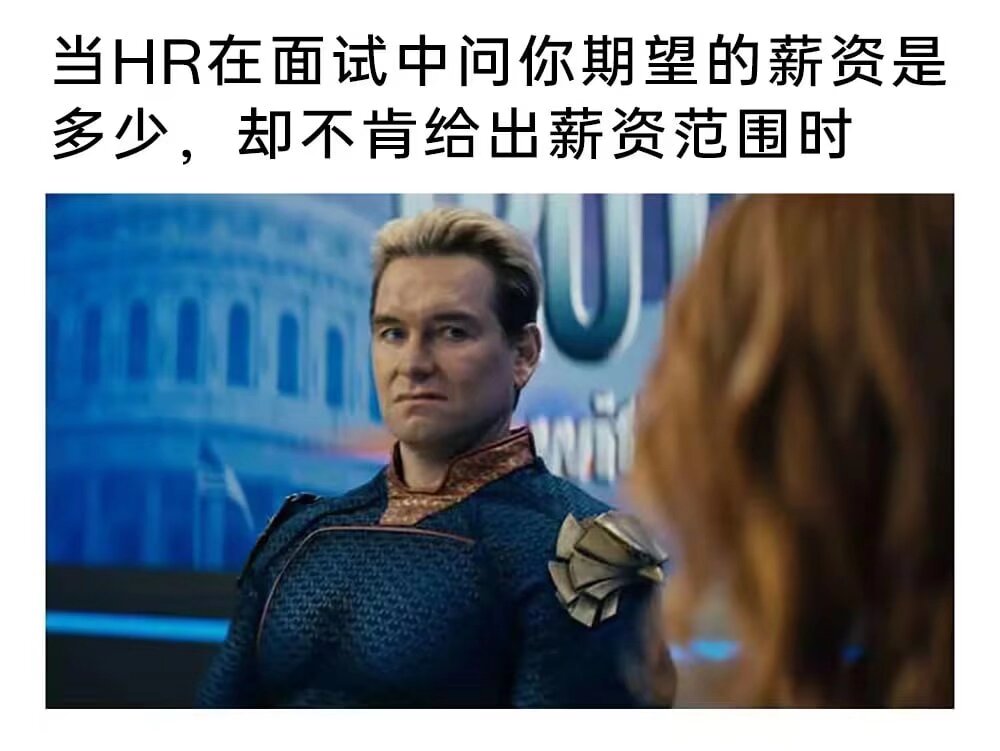 当HR在面试中问你期望的薪资是
多少，却不肯给出薪资范围时